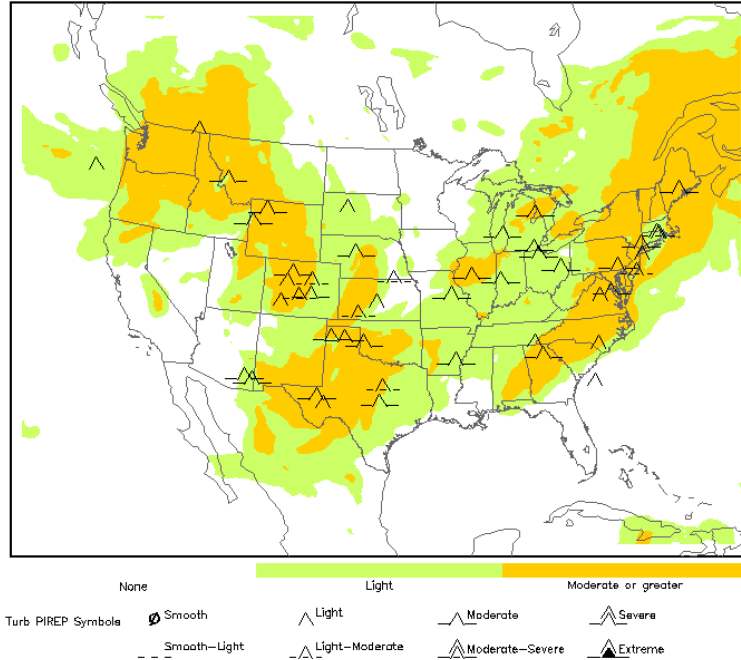 None Light Moderate or greater
Turb PIREP Symbols Smooth Light Moderate Severe
Smooth-Light Light-Moderate Moderate-Severe Extreme